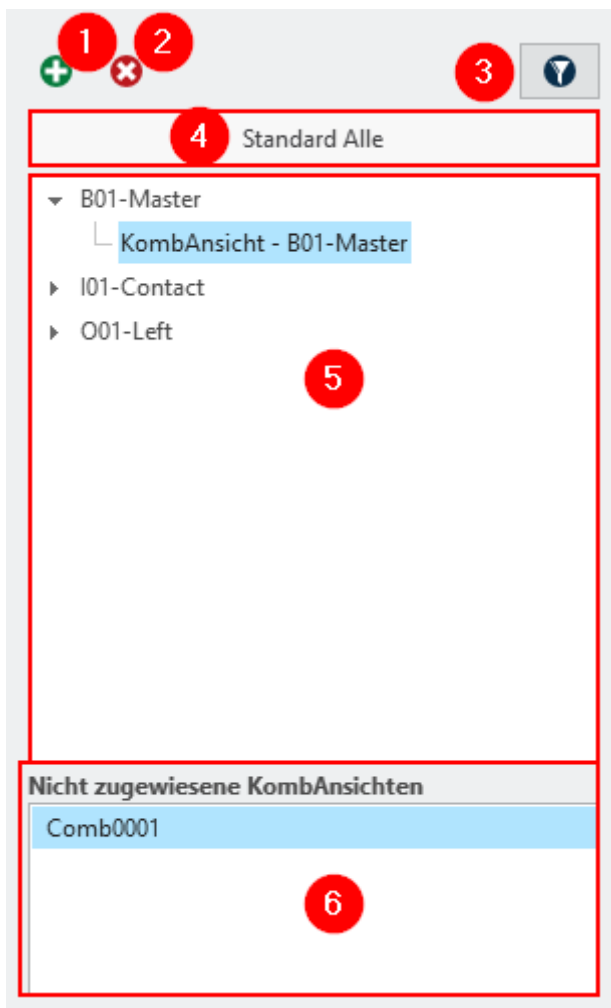 1 2
3
4 Standard Alle
B01-Master
KombAnsicht - B01-Master
I01-Contact
O01-Left
5
Nicht zugewiesene KombAnsichten
Comb0001
6